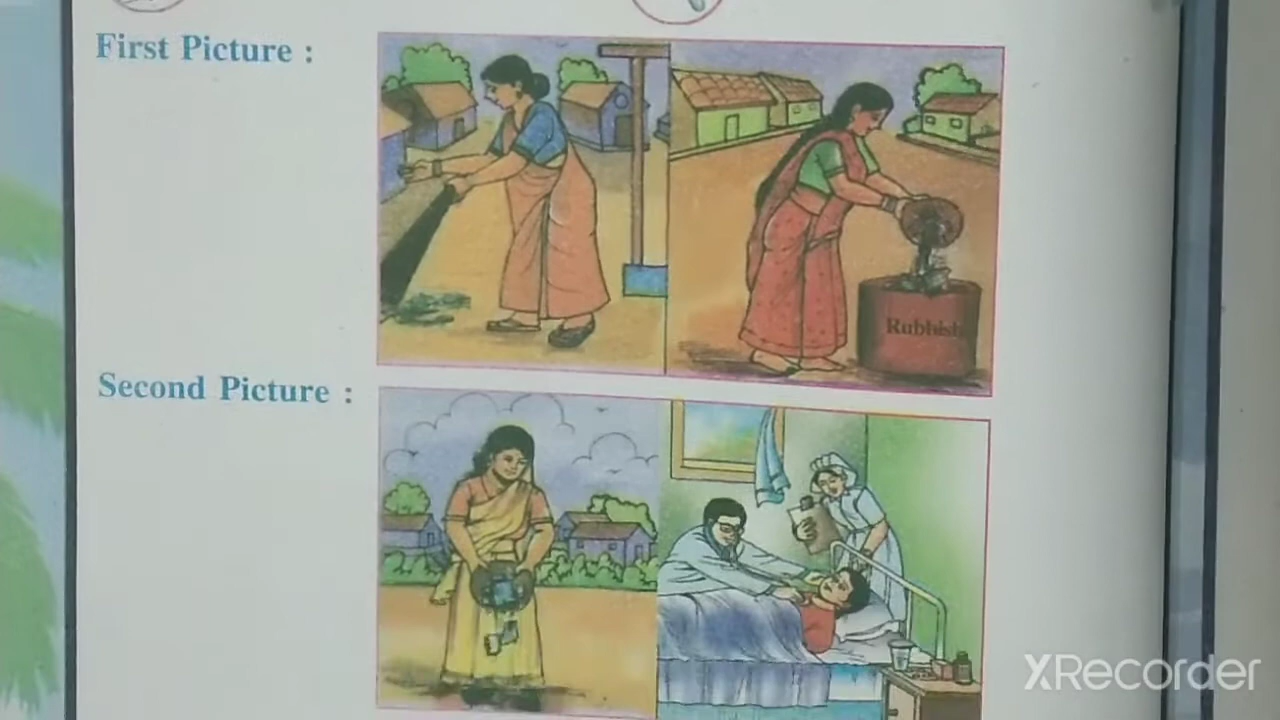 First Picture :
Rubbish
Second Picture :
XRecorder